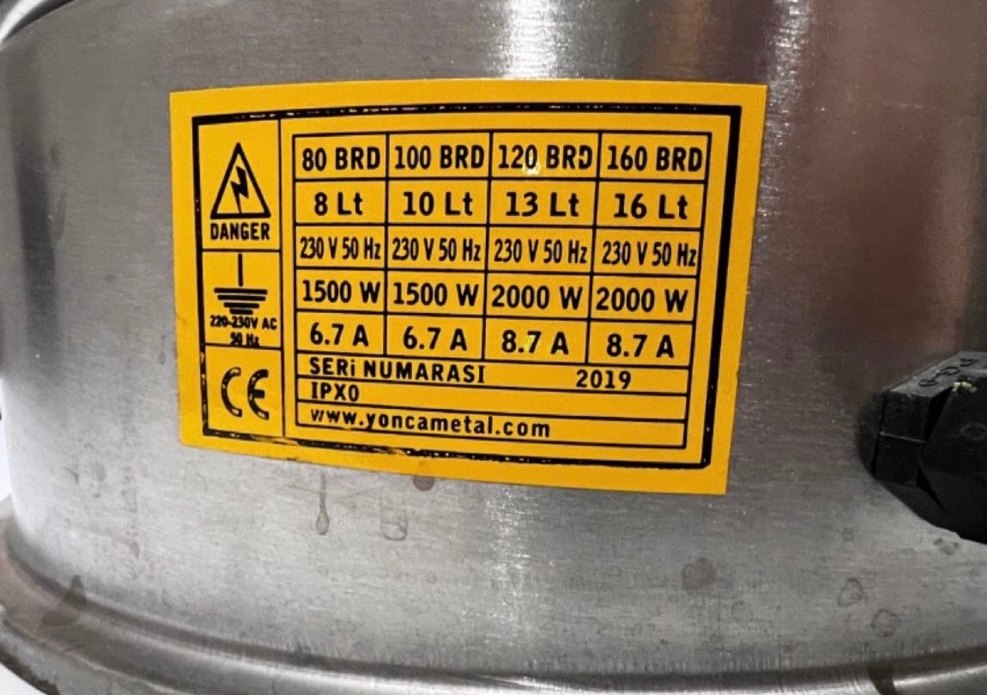 80 BRD 100 BRD 120 BRD 160 BRD
8 Lt 10 Lt 13 Lt 16 Lt
230 V 50 Hz 230 V 50 Hz 230 V 50 Hz 230 V 50 Hz
1500 W 1500 W 2000 W 2000 W
6.7 A 6.7 A 8.7 A 8.7 A
SERi NUMARASI 2019
IPX0
www.yoncametal.com
DANGER
220-230V AC
50 Hz
CE